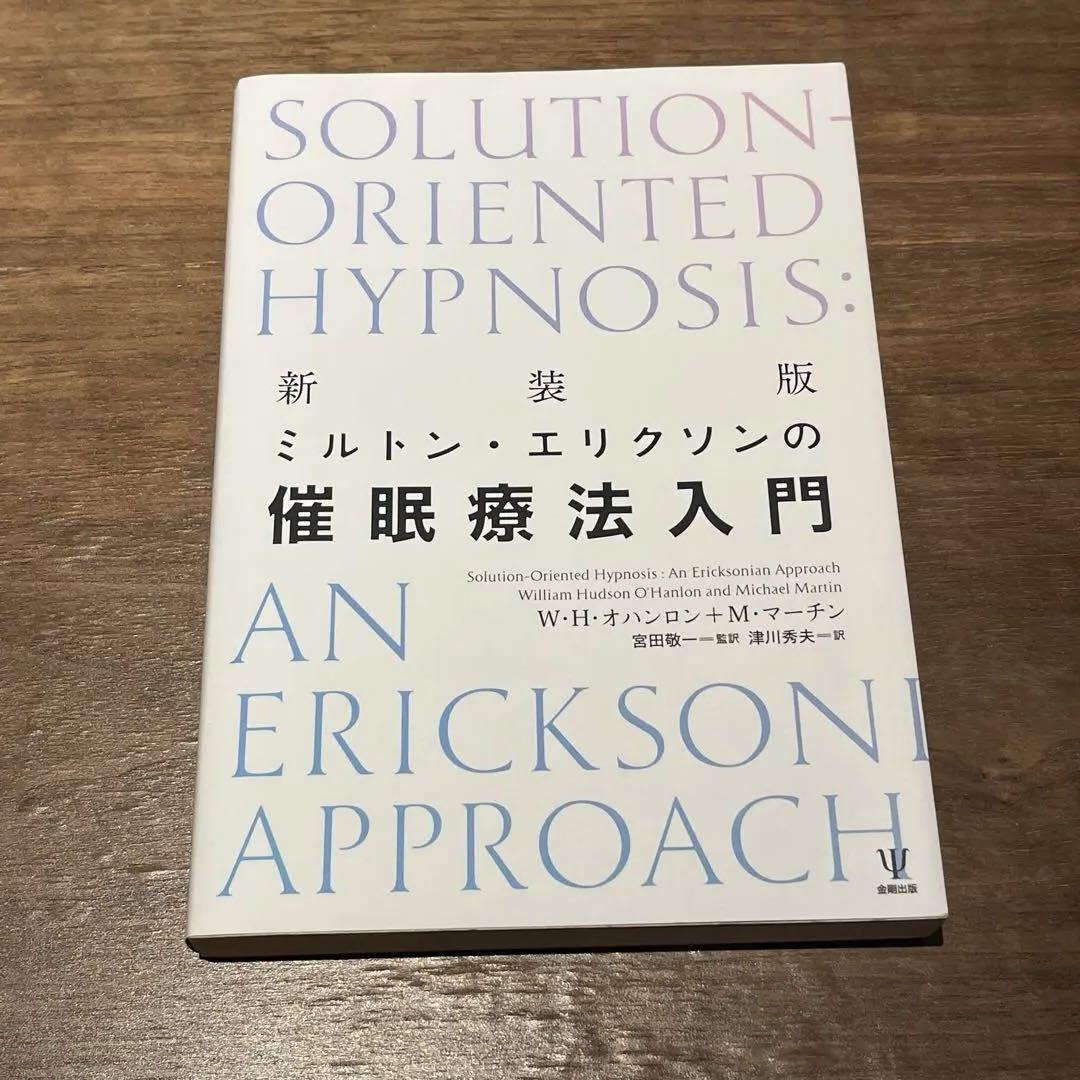 SOLUTION-
ORIENTED
HYPNOSIS:
新装版
ミルトン・エリクソンの
催眠療法入門
Solution-Oriented Hypnosis : An Ericksonian Approach
William Hudson O'Hanlon and Michael Martin
W・H・オハンロン＋M・マーチン
宮田敬一＝監訳 津川秀夫＝訳
AN
ERICKSONI
APPROACH
Ψ
金剛出版